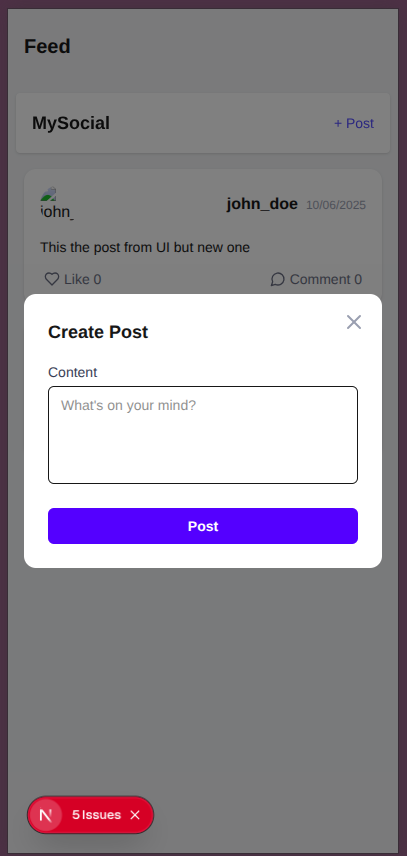 Feed
MySocial
+ Post
john_
john_doe 10/06/2025
This the post from UI but new one
Like 0
Comment 0
Create Post
Content
What's on your mind?
Post
N 5 Issues